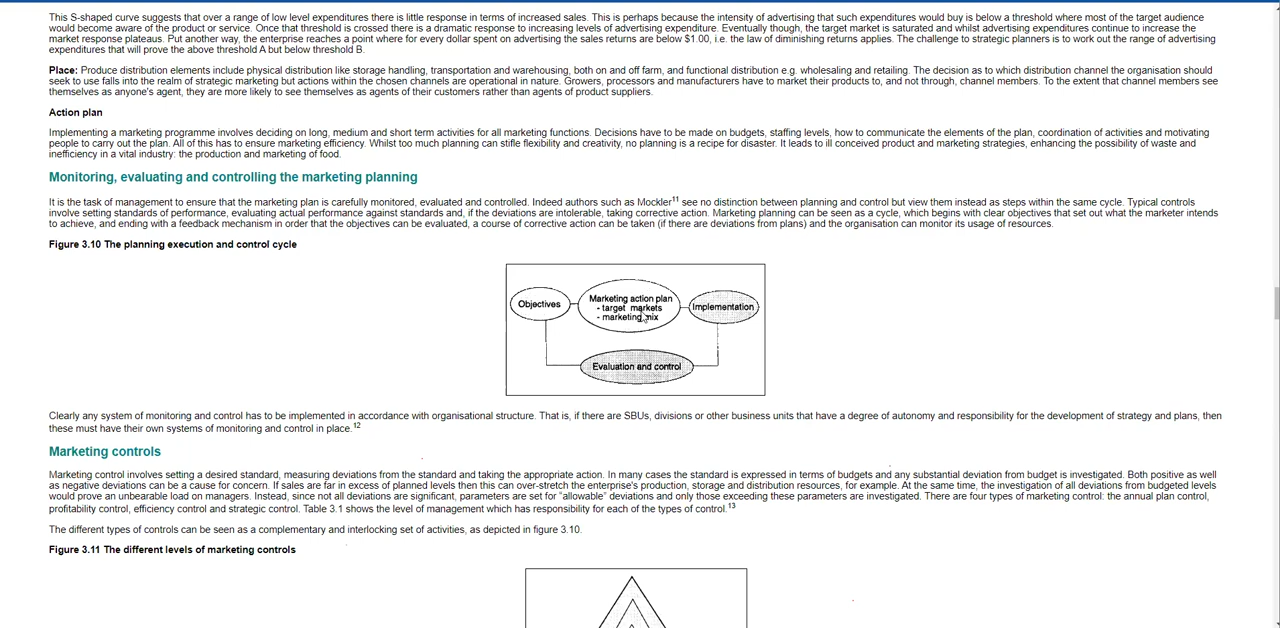 This S-shaped curve suggests that over a range of low level expenditures there is little response in terms of increased sales. This is perhaps because the intensity of advertising that such expenditures would buy is below a threshold where most of the target audience
would become aware of the product or service. Once that threshold is crossed there is a dramatic response to increasing levels of advertising expenditure. Eventually though, the target market is saturated and whilst advertising expenditures continue to increase the
market response plateaus. Put another way, the enterprise reaches a point where for every dollar spent on advertising the sales returns are below $1.00, i.e. the law of diminishing returns applies. The challenge to strategic planners is to work out the range of advertising
expenditures that will prove the above threshold A but below threshold B.
Place: Produce distribution elements include physical distribution like storage handling, transportation and warehousing, both on and off farm, and functional distribution e.g. wholesaling and retailing. The decision as to which distribution channel the organisation should
seek to use falls into the realm of strategic marketing but actions within the chosen channels are operational in nature. Growers, processors and manufacturers have to market their products to, and not through, channel members. To the extent that channel members see
themselves as anyone's agent, they are more likely to see themselves as agents of their customers rather than agents of product suppliers.
Action plan
Implementing a marketing programme involves deciding on long, medium and short term activities for all marketing functions. Decisions have to be made on budgets, staffing levels, how to communicate the elements of the plan, coordination of activities and motivating
people to carry out the plan. All of this has to ensure marketing efficiency. Whilst too much planning can stifle flexibility and creativity, no planning is a recipe for disaster. It leads to ill conceived product and marketing strategies, enhancing the possibility of waste and
inefficiency in a vital industry: the production and marketing of food.
Monitoring, evaluating and controlling the marketing planning
It is the task of management to ensure that the marketing plan is carefully monitored, evaluated and controlled. Indeed authors such as Mockler11 see no distinction between planning and control but view them instead as steps within the same cycle. Typical controls
involve setting standards of performance, evaluating actual performance against standards and, if the deviations are intolerable, taking corrective action. Marketing planning can be seen as a cycle, which begins with clear objectives that set out what the marketer intends
to achieve, and ending with a feedback mechanism in order that the objectives can be evaluated, a course of corrective action can be taken (if there are deviations from plans) and the organisation can monitor its usage of resources.
Figure 3.10 The planning execution and control cycle
Objectives
Marketing action plan
- target markets
- marketing mix
Implementation
Evaluation and control
Clearly any system of monitoring and control has to be implemented in accordance with organisational structure. That is, if there are SBUs, divisions or other business units that have a degree of autonomy and responsibility for the development of strategy and plans, then
these must have their own systems of monitoring and control in place.12
Marketing controls
Marketing control involves setting a desired standard, measuring deviations from the standard and taking the appropriate action. In many cases the standard is expressed in terms of budgets and any substantial deviation from budget is investigated. Both positive as well
as negative deviations can be a cause for concern. If sales are far in excess of planned levels then this can over-stretch the enterprise's production, storage and distribution resources, for example. At the same time, the investigation of all deviations from budgeted levels
would prove an unbearable load on managers. Instead, since not all deviations are significant, parameters are set for "allowable" deviations and only those exceeding these parameters are investigated. There are four types of marketing control: the annual plan control,
profitability control, efficiency control and strategic control. Table 3.1 shows the level of management which has responsibility for each of the types of control.13
The different types of controls can be seen as a complementary and interlocking set of activities, as depicted in figure 3.10.
Figure 3.11 The different levels of marketing controls